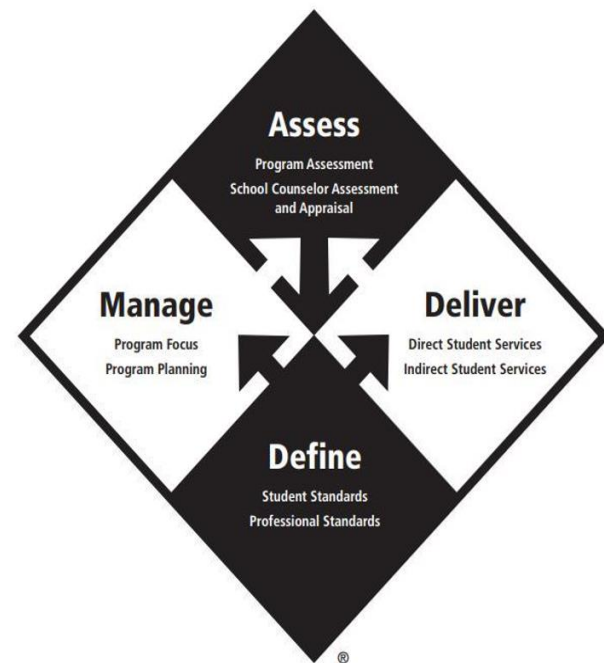 Assess
Program Assessment
School Counselor Assessment
and Appraisal
Manage
Program Focus
Program Planning
Deliver
Direct Student Services
Indirect Student Services
Define
Student Standards
Professional Standards
®